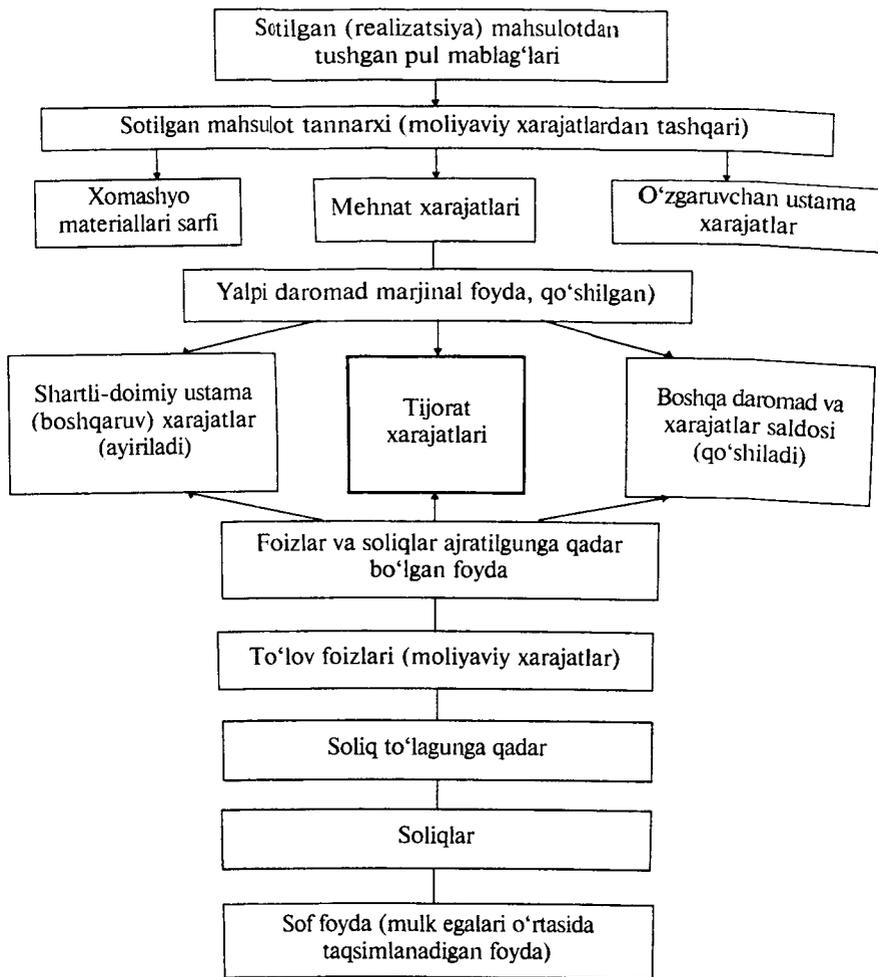 Sotilgan (realizatsiya) mahsulotdan
tushgan pul mablag‘lari
Sotilgan mahsulot tannarxi (moliyaviy xarajatlardan tashqari)
Xomashyo
materiallari sarfi
Mehnat xarajatlari
O‘zgaruvchan ustama
xarajatlar
Yalpi daromad marjinal foyda, qo‘shilgan)
Shartli-doimiy ustama
(boshqaruv) xarajatlar
(ayiriladi)
Tijorat
xarajatlari
Boshqa daromad va
xarajatlar saldosi
(qo‘shiladi)
Foizlar va soliqlar ajratilgunga qadar
bo‘lgan foyda
To‘lov foizlari (moliyaviy xarajatlar)
Soliq to‘lagunga qadar
Soliqlar
Sof foyda (mulk egalari o‘rtasida
taqsimlanadigan foyda)